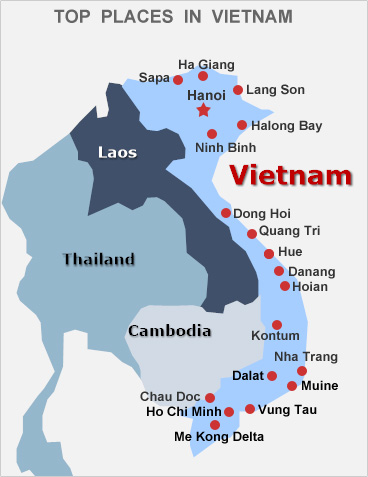 TOP PLACES IN VIETNAM
Ha Giang
Sapa
Lang Son
Hanoi
Halong Bay
Ninh Binh
Laos
Vietnam
Dong Hoi
Quang Tri
Hue
Thailand
Danang
Hoian
Cambodia
Kontum
Nha Trang
Dalat
Muine
Chau Doc
Ho Chi Minh
Vung Tau
Me Kong Delta